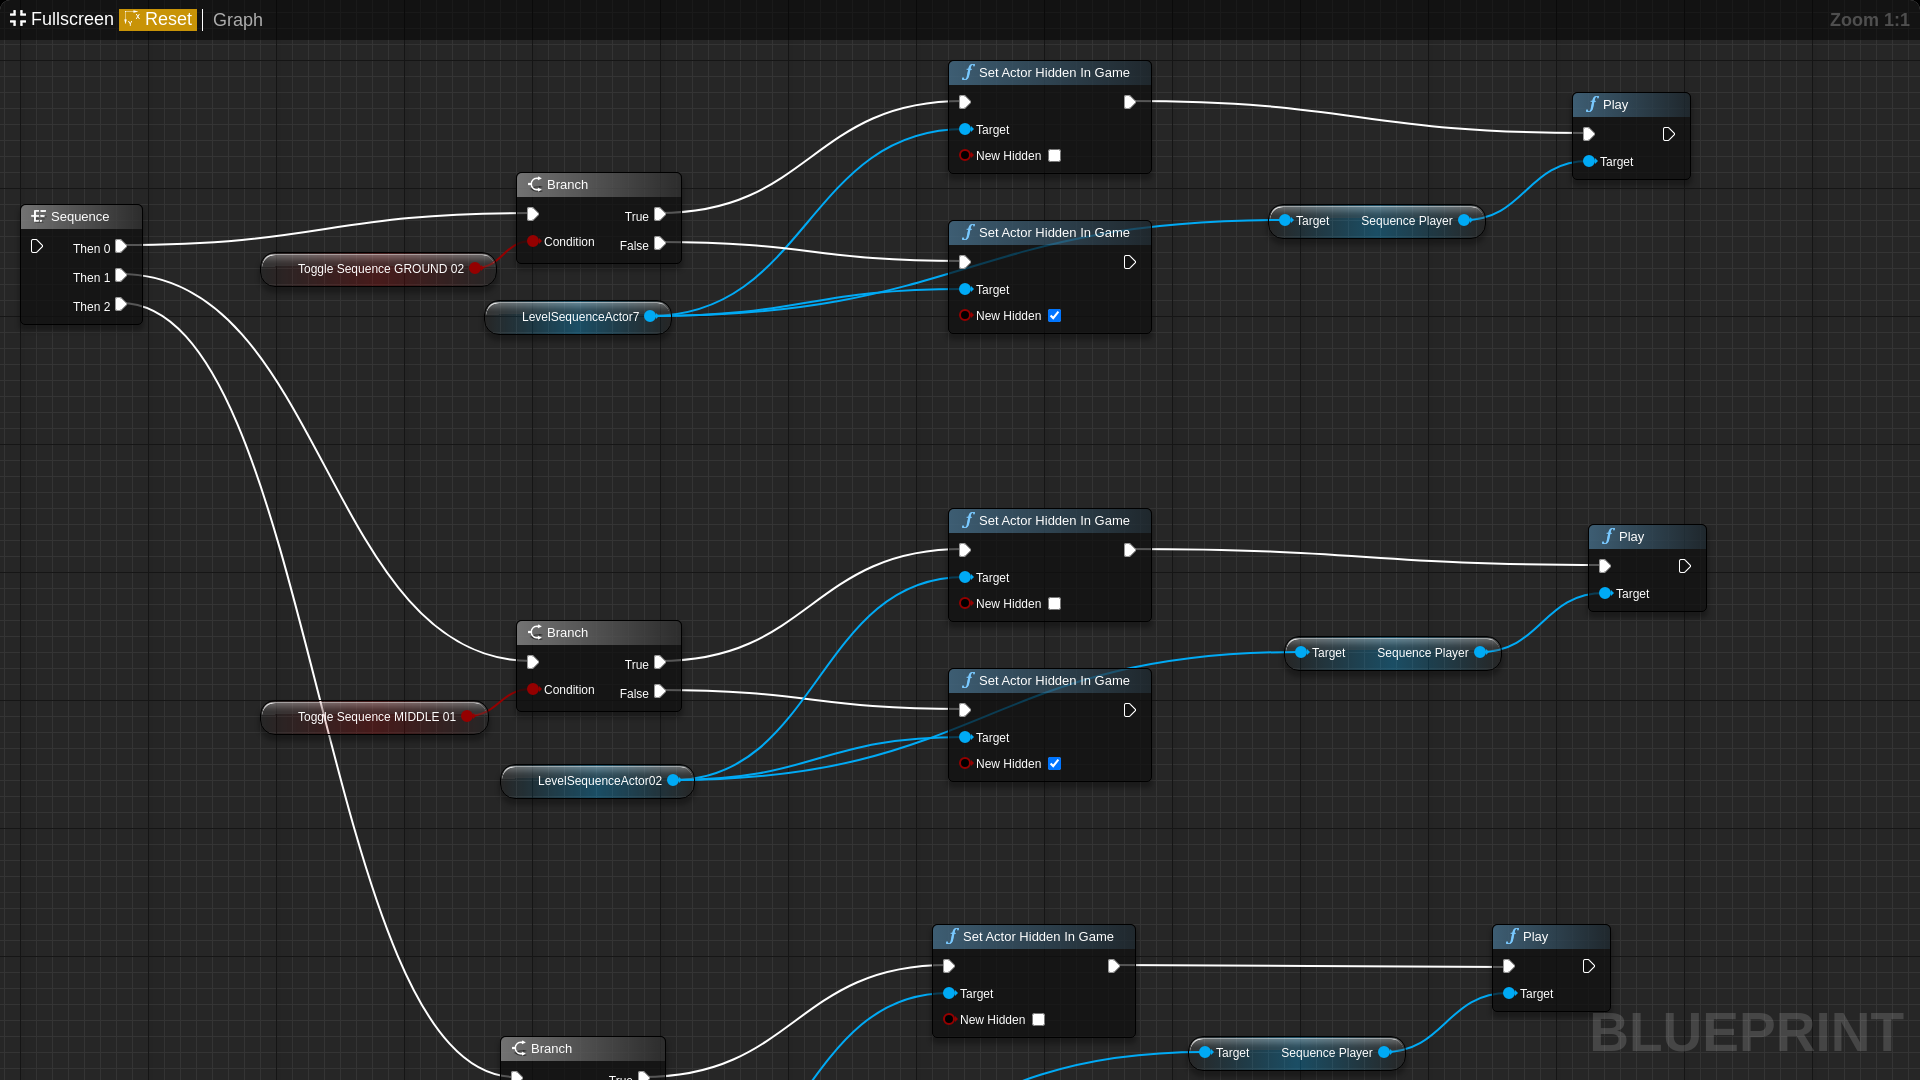 Fullscreen Reset Graph
Zoom 1:1
Set Actor Hidden In Game
Target
New Hidden
Play
Target
Branch
True
Condition
False
Sequence
Then 0
Then 1
Then 2
Toggle Sequence GROUND 02
LevelSequenceActor7
Set Actor Hidden In Game
Target
New Hidden
Target Sequence Player
Set Actor Hidden In Game
Target
New Hidden
Play
Target
Branch
True
Condition
False
Toggle Sequence MIDDLE 01
LevelSequenceActor02
Set Actor Hidden In Game
Target
New Hidden
Target Sequence Player
Set Actor Hidden In Game
Target
New Hidden
Play
Target
Branch
True
Target Sequence Player
BLUEPRINT